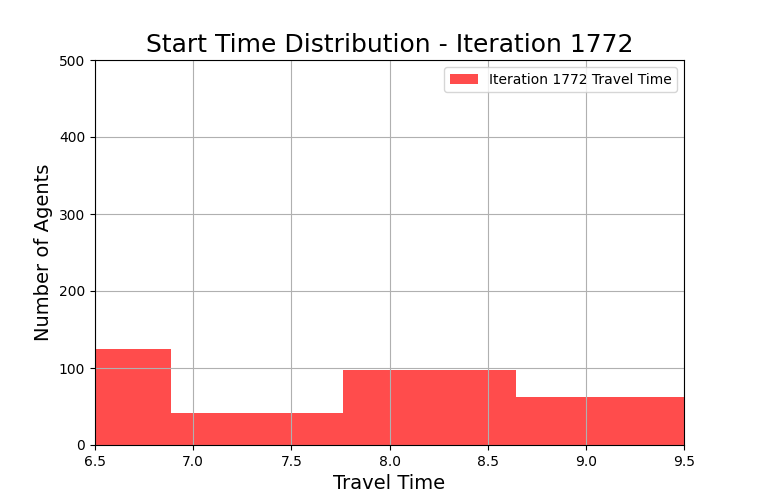 Start Time Distribution - Iteration 1772
Iteration 1772 Travel Time
Number of Agents
500
400
300
200
100
0
6.5 7.0 7.5 8.0 8.5 9.0 9.5
Travel Time